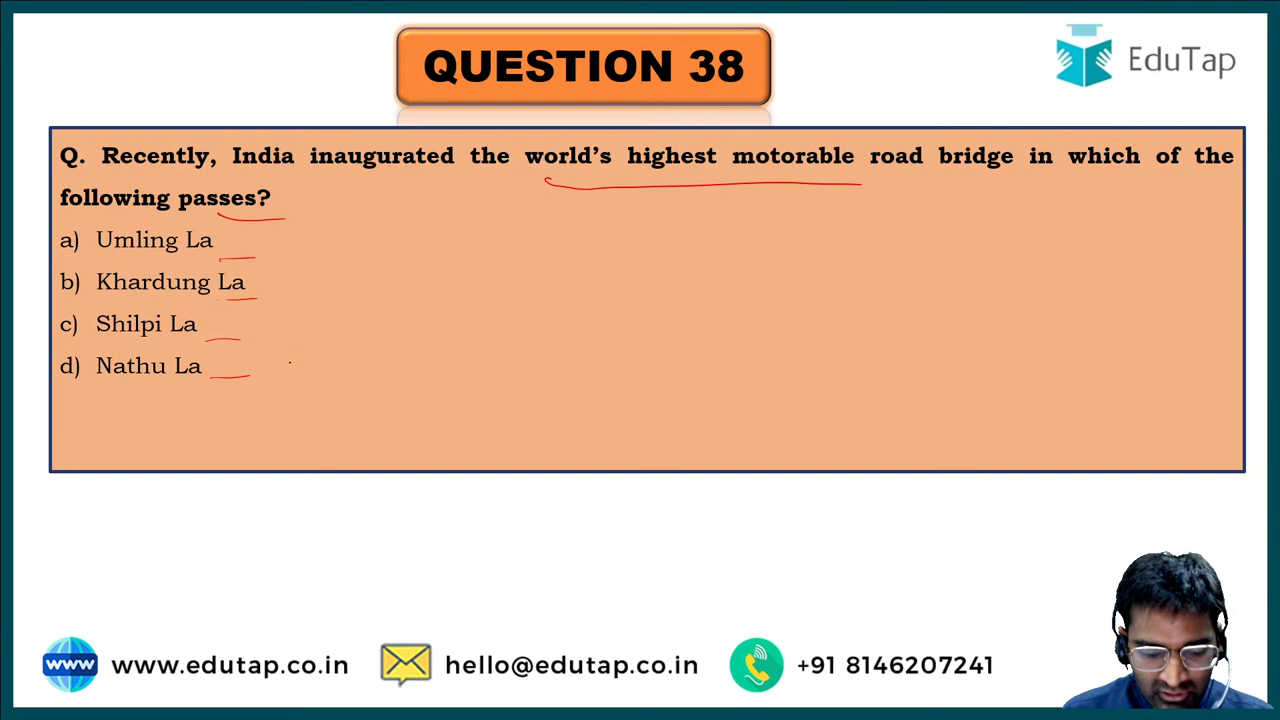 QUESTION 38
EduTap
Q. Recently, India inaugurated the world’s highest motorable road bridge in which of the
following passes?
a) Umling La
b) Khardung La
c) Shilpi La
d) Nathu La
www www.edutap.co.in hello@edutap.co.in +91 8146207241